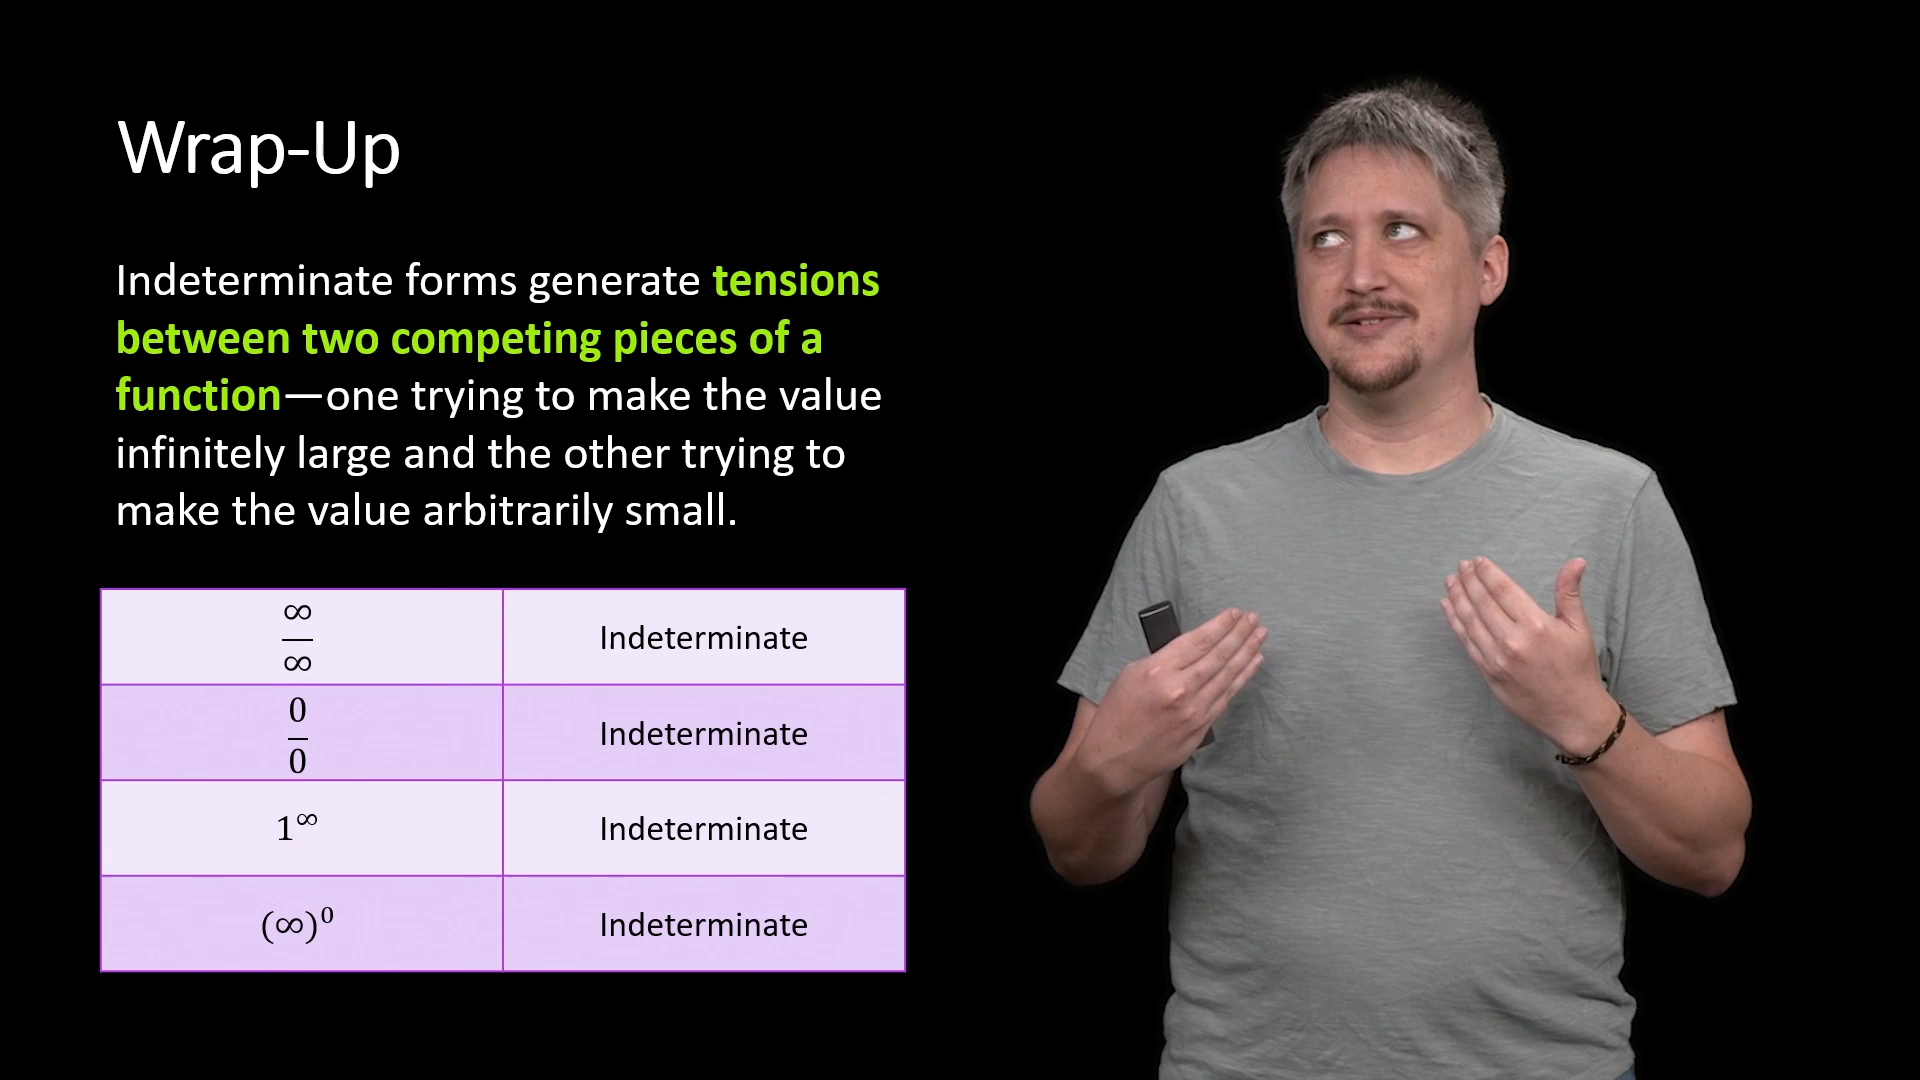 Wrap-Up
Indeterminate forms generate tensions
between two competing pieces of a
function—one trying to make the value
infinitely large and the other trying to
make the value arbitrarily small.
∞/∞ Indeterminate
0/0 Indeterminate
1^∞ Indeterminate
(∞)^0 Indeterminate